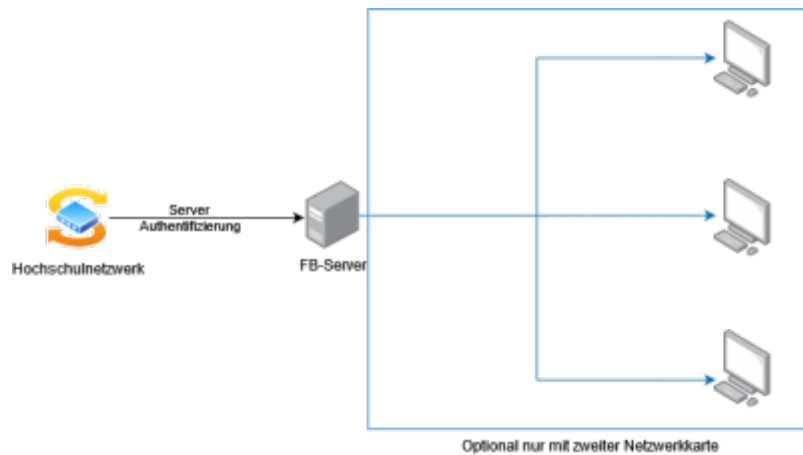 Server
Authentifizierung
Hochschulnetzwerk
FB-Server
Optional nur mit zweiter Netzwerkkarte